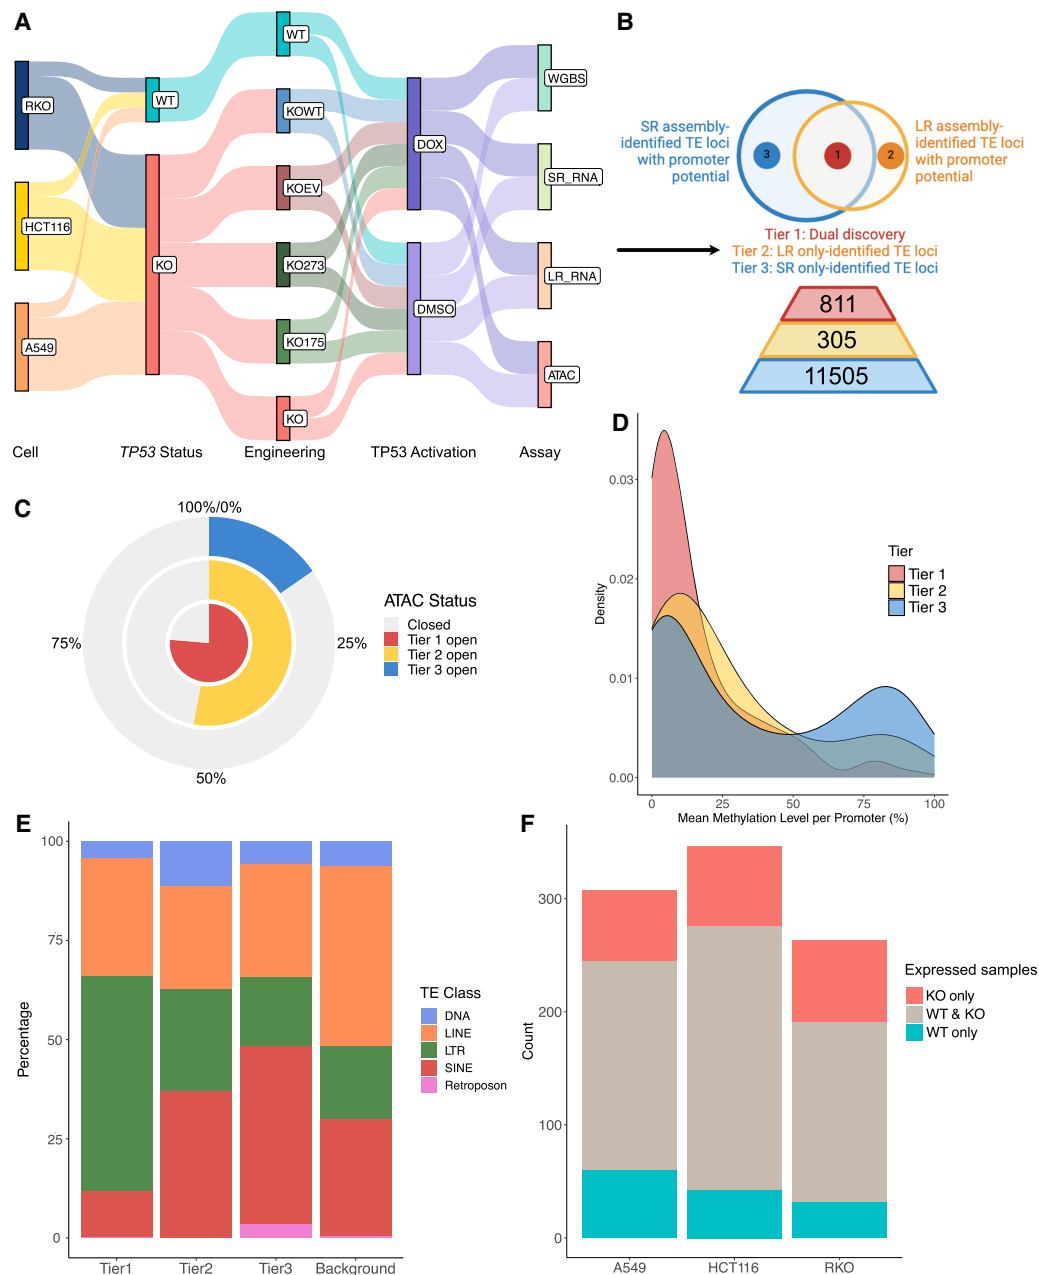 A
RKO
HCT116
A549
WT
KO
WT
KOWT
KOEV
KO273
KO175
KO
DOX
DMSO
WGBS
SR_RNA
LR_RNA
ATAC
Cell
TP53 Status
Engineering
TP53 Activation
Assay
B
SR assembly-
identified TE loci
with promoter
potential
3
1
2
LR assembly-
identified TE loci
with promoter
potential
Tier 1: Dual discovery
Tier 2: LR only-identified TE loci
Tier 3: SR only-identified TE loci
811
305
11505
C
100%/0%
75%
25%
50%
ATAC Status
Closed
Tier 1 open
Tier 2 open
Tier 3 open
D
Density
0.03
0.02
0.01
0.00
0
25
50
75
100
Mean Methylation Level per Promoter (%)
Tier
Tier 1
Tier 2
Tier 3
E
Percentage
100
75
50
25
0
Tier1
Tier2
Tier3
Background
TE Class
DNA
LINE
LTR
SINE
Retroposon
F
Count
300
200
100
0
A549
HCT116
RKO
Expressed samples
KO only
WT & KO
WT only